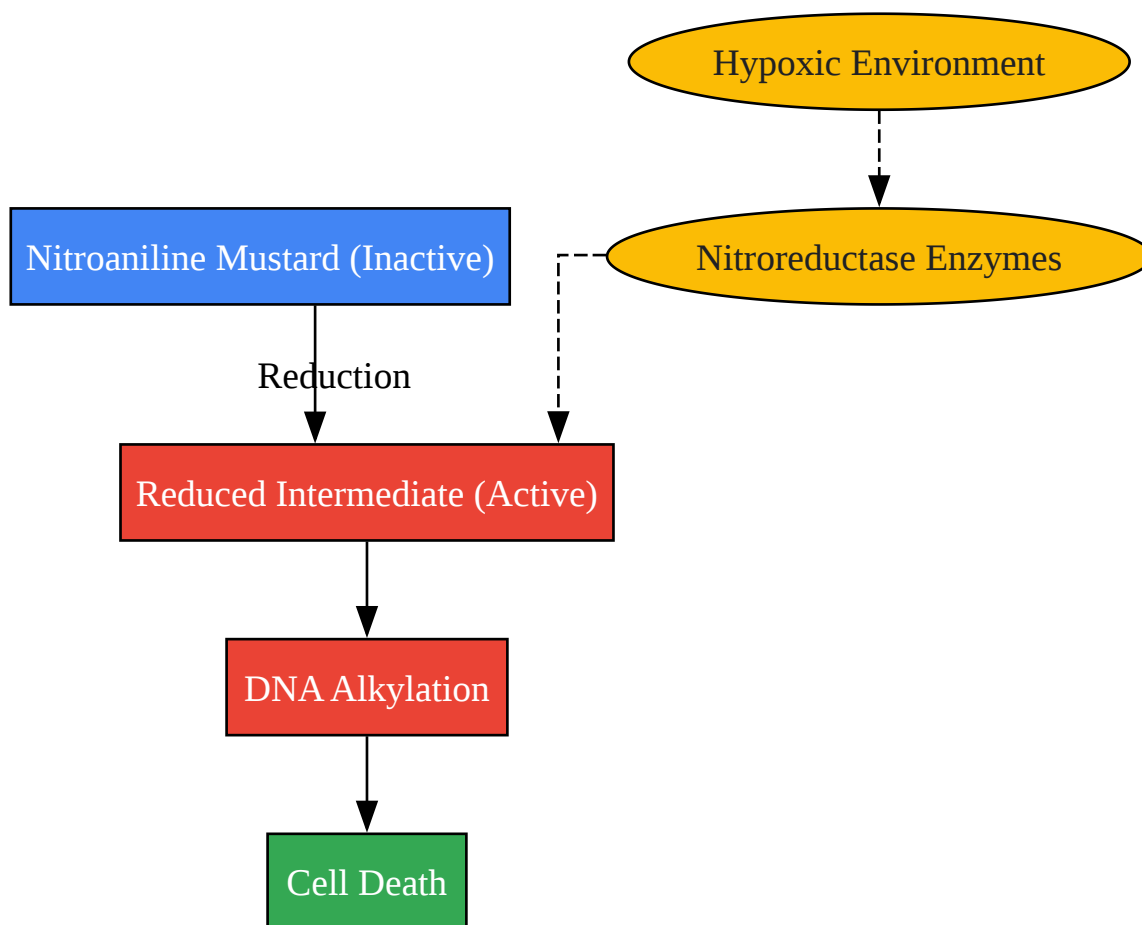 Hypoxic Environment
Nitroaniline Mustard (Inactive)
Nitroreductase Enzymes
Reduction
Reduced Intermediate (Active)
DNA Alkylation
Cell Death